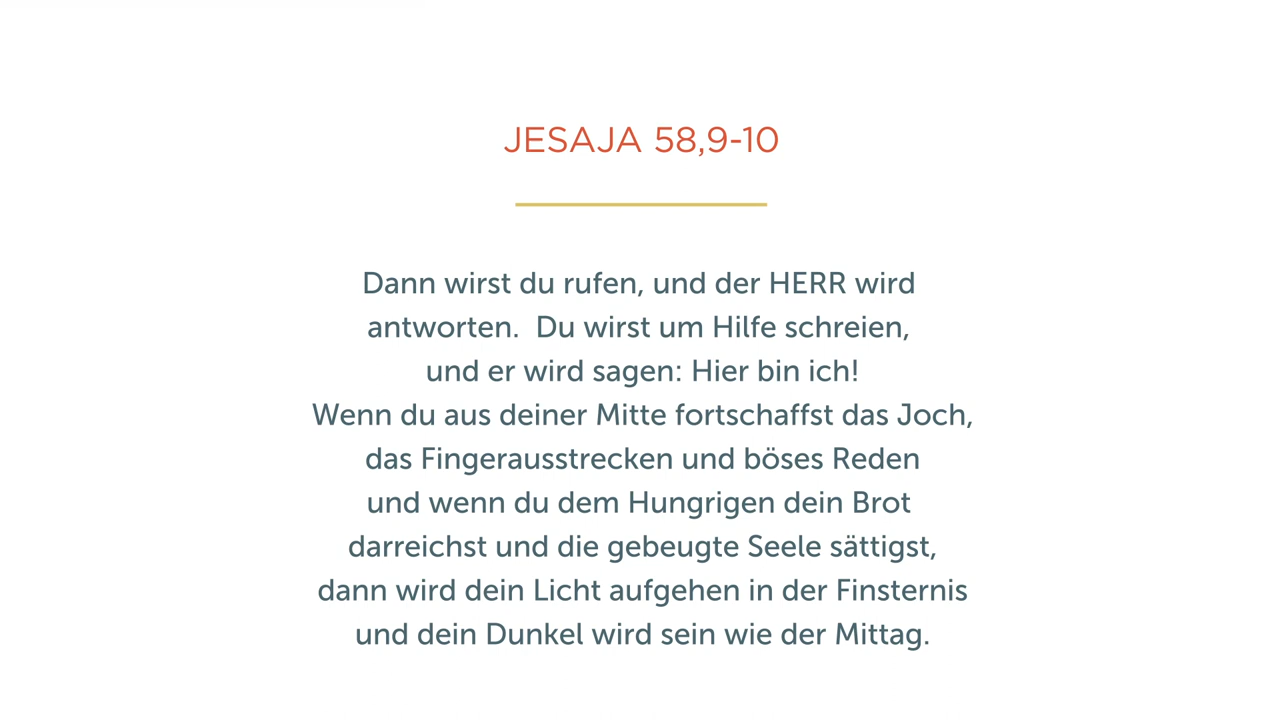 JESAJA 58,9-10
Dann wirst du rufen, und der HERR wird
antworten.  Du wirst um Hilfe schreien,
und er wird sagen: Hier bin ich!
Wenn du aus deiner Mitte fortschaffst das Joch,
das Fingerausstrecken und böses Reden
und wenn du dem Hungrigen dein Brot
darreichst und die gebeugte Seele sättigst,
dann wird dein Licht aufgehen in der Finsternis
und dein Dunkel wird sein wie der Mittag.